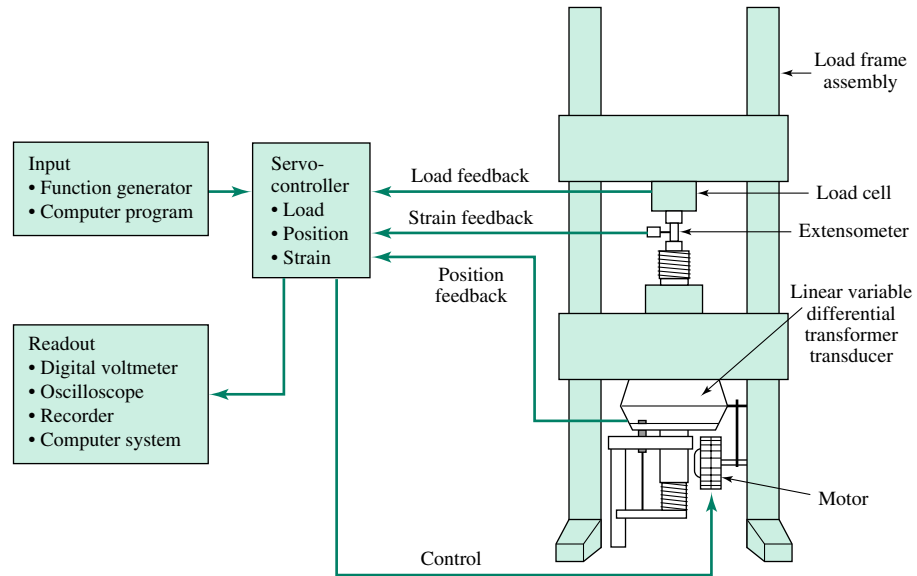 Input
• Function generator
• Computer program
Servo-
controller
• Load
• Position
• Strain
Readout
• Digital voltmeter
• Oscilloscope
• Recorder
• Computer system
Load feedback
Strain feedback
Position
feedback
Control
Load frame
assembly
Load cell
Extensometer
Linear variable
differential
transformer
transducer
Motor